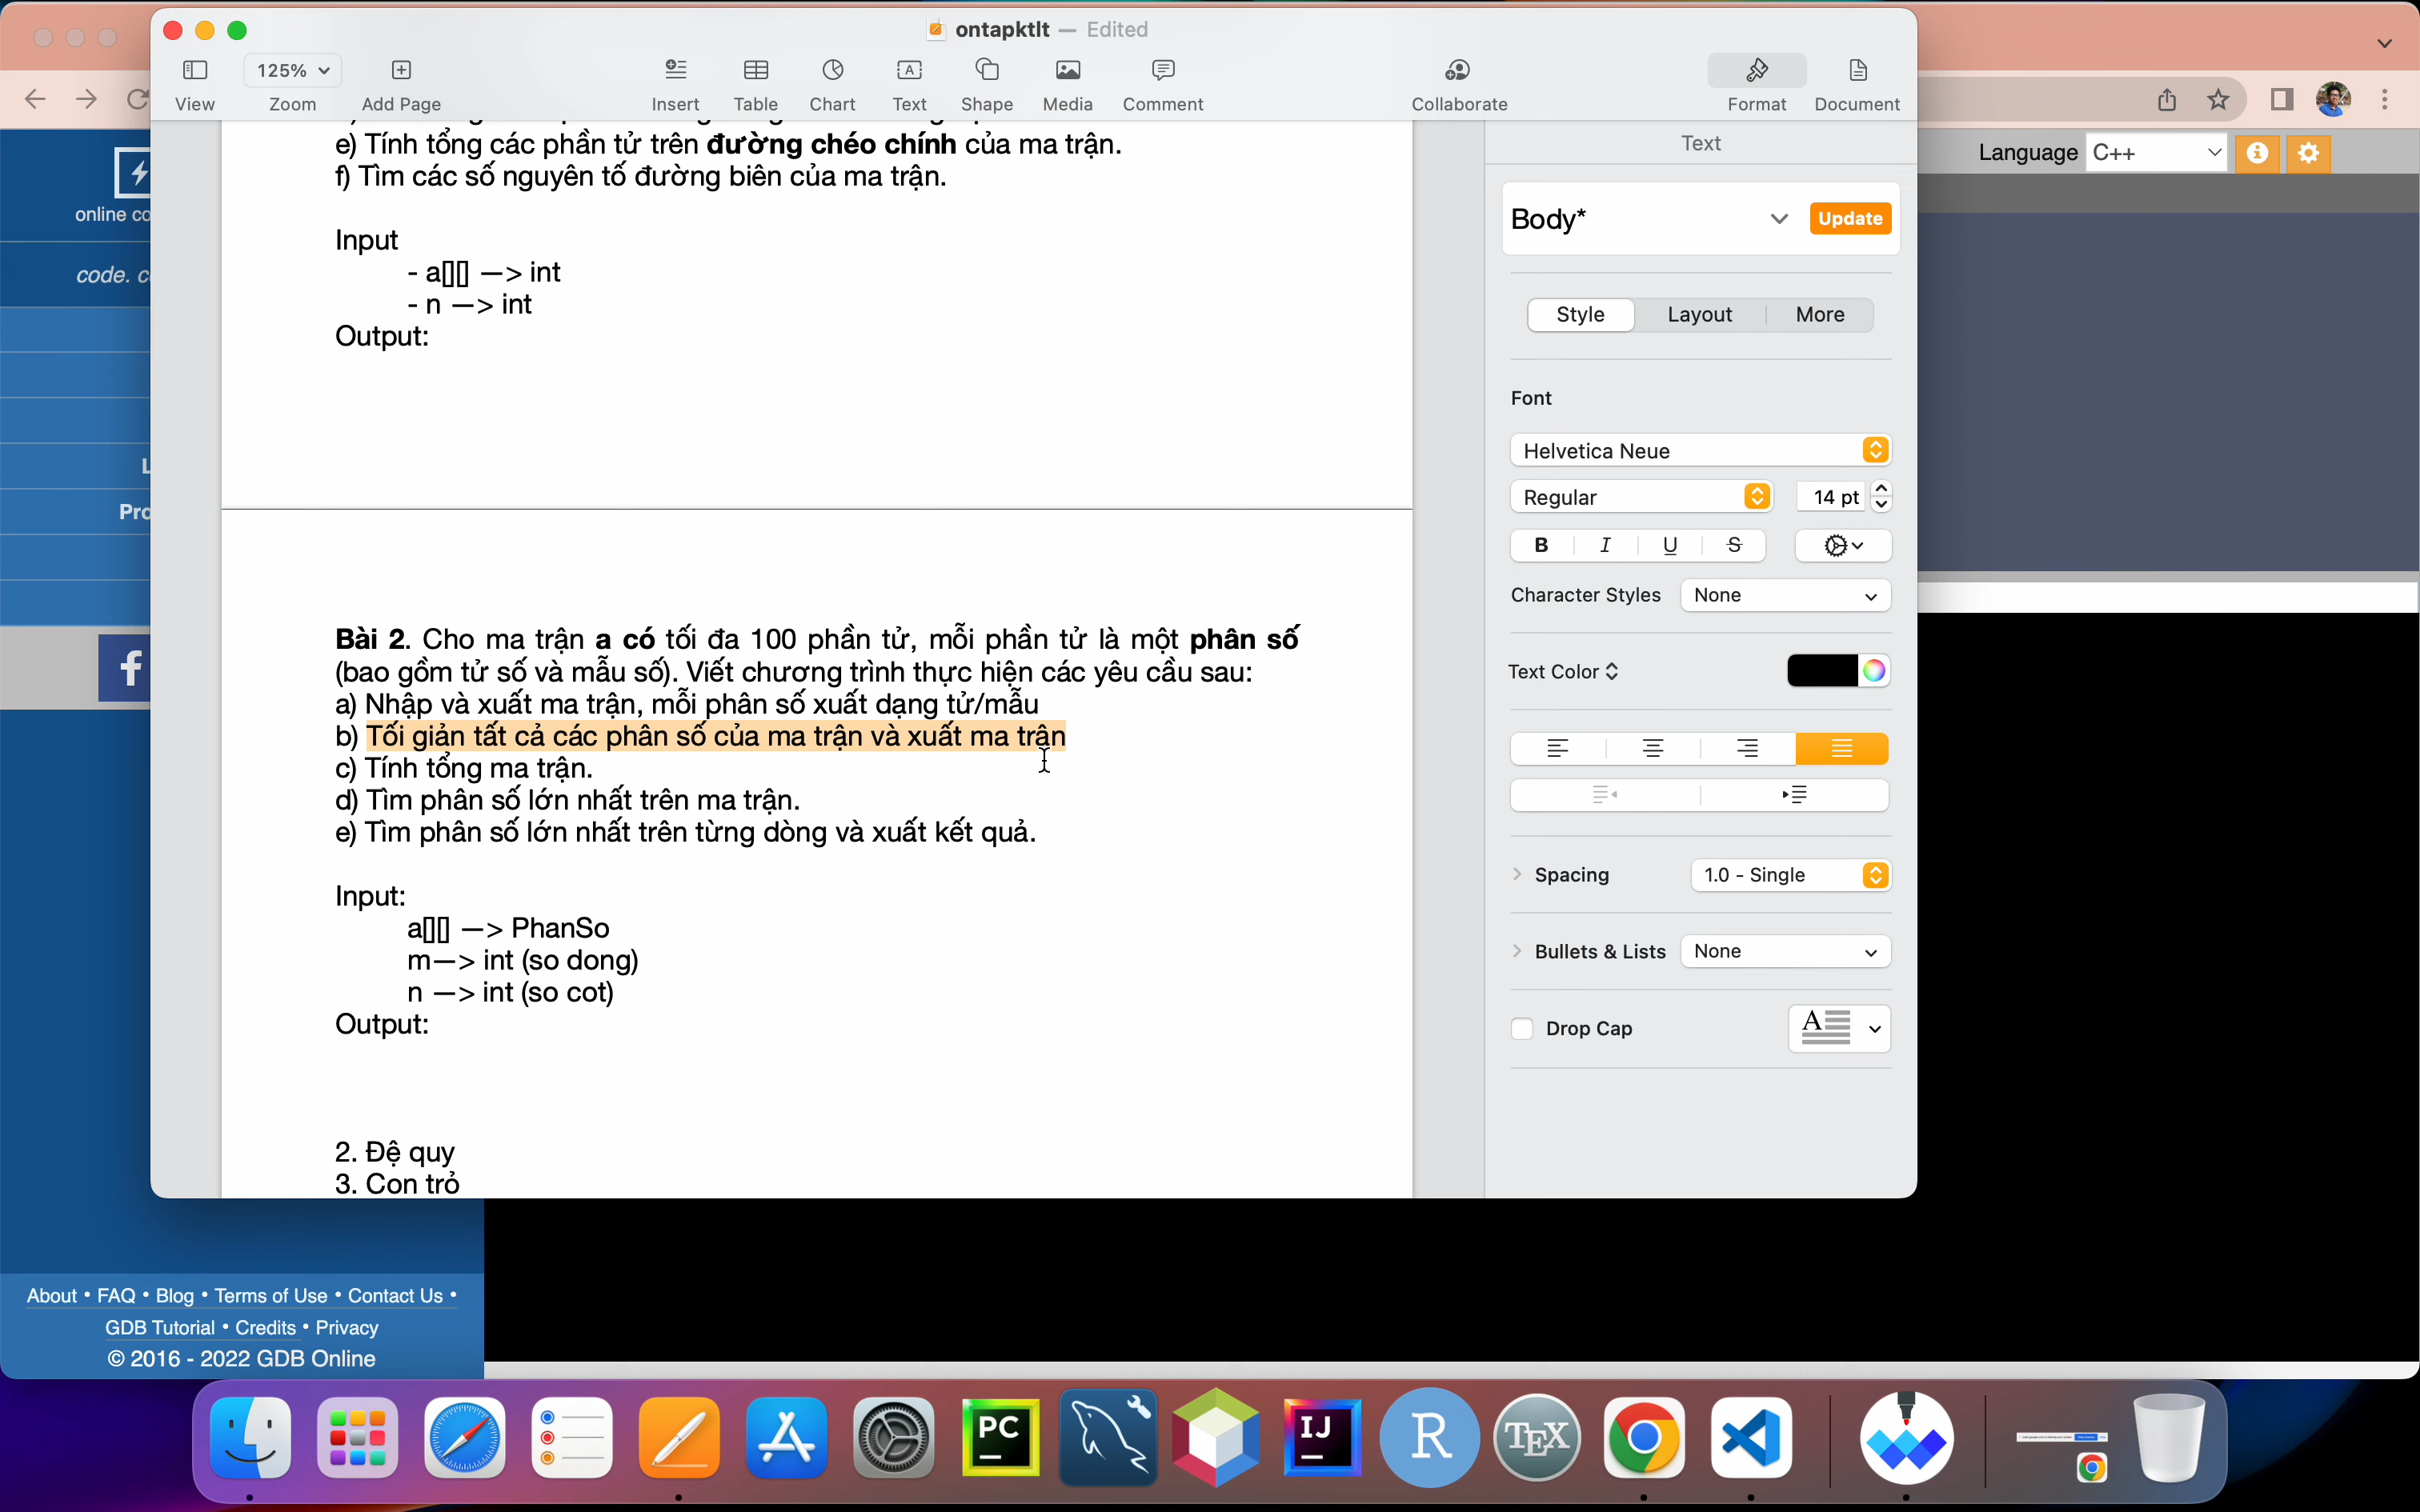 ontapktlt — Edited
125%
View
Zoom
Add Page
Insert
Table
Chart
Text
Shape
Media
Comment
Collaborate
Format
Document
e) Tính tổng các phần tử trên đường chéo chính của ma trận.
f) Tìm các số nguyên tố đường biên của ma trận.
Input
- a[][] —> int
- n —> int
Output:
Bài 2. Cho ma trận a có tối đa 100 phần tử, mỗi phần tử là một phân số
(bao gồm tử số và mẫu số). Viết chương trình thực hiện các yêu cầu sau:
a) Nhập và xuất ma trận, mỗi phân số xuất dạng tử/mẫu
b) Tối giản tất cả các phân số của ma trận và xuất ma trận
c) Tính tổng ma trận.
d) Tìm phân số lớn nhất trên ma trận.
e) Tìm phân số lớn nhất trên từng dòng và xuất kết quả.
Input:
a[][] —> PhanSo
m—> int (so dong)
n —> int (so cot)
Output:
2. Đệ quy
3. Con trỏ
Text
Body*
Update
Style
Layout
More
Font
Helvetica Neue
Regular
14 pt
B I U S
Character Styles
None
Text Color
Spacing
1.0 - Single
Bullets & Lists
None
Drop Cap
A
Language
C++
online co
code. c
L
Pro
f
About • FAQ • Blog • Terms of Use • Contact Us •
GDB Tutorial • Credits • Privacy
© 2016 - 2022 GDB Online
PC
IJ
R
TEX